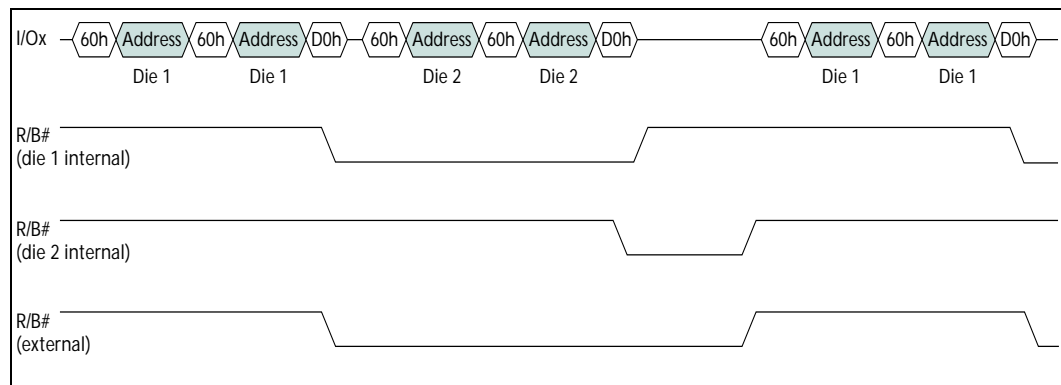 I/Ox 60h Address 60h Address D0h 60h Address 60h Address D0h 60h Address 60h Address D0h
Die 1 Die 1 Die 2 Die 2 Die 1 Die 1
R/B#
(die 1 internal)
R/B#
(die 2 internal)
R/B#
(external)